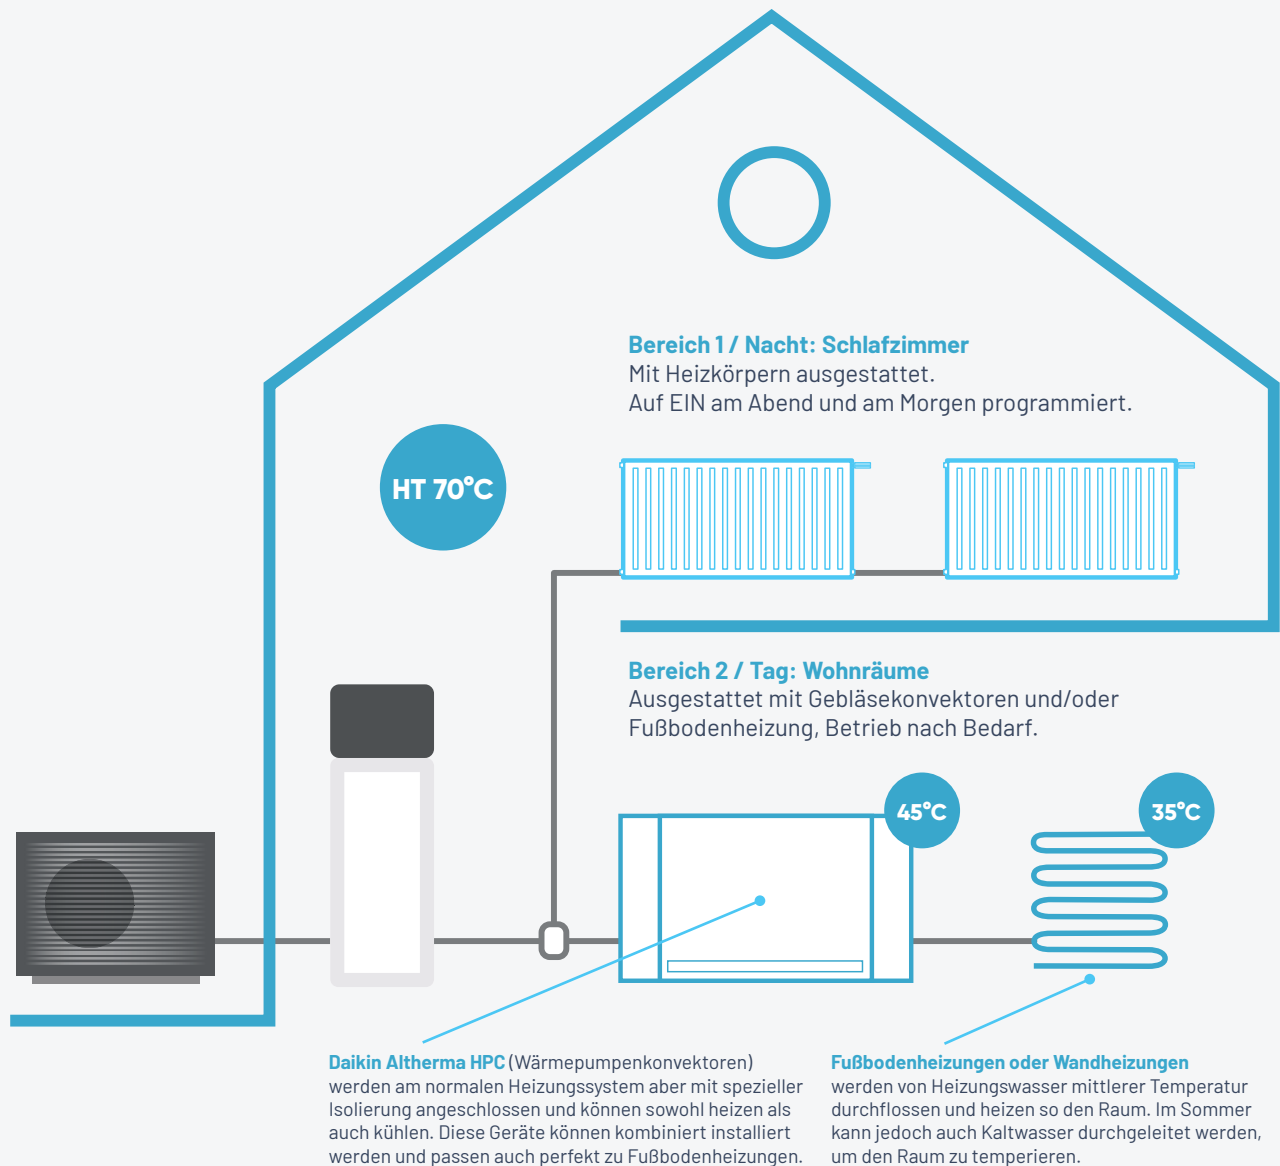 Bereich 1 / Nacht: Schlafzimmer
Mit Heizkörpern ausgestattet.
Auf EIN am Abend und am Morgen programmiert.
HT 70°C
Bereich 2 / Tag: Wohnräume
Ausgestattet mit Gebläsekonvektoren und/oder
Fußbodenheizung, Betrieb nach Bedarf.
45°C
35°C
Daikin Altherma HPC (Wärmepumpenkonvektoren)
werden am normalen Heizungssystem aber mit spezieller
Isolierung angeschlossen und können sowohl heizen als
auch kühlen. Diese Geräte können kombiniert installiert
werden und passen auch perfekt zu Fußbodenheizungen.
Fußbodenheizungen oder Wandheizungen
werden von Heizungswasser mittlerer Temperatur
durchflossen und heizen so den Raum. Im Sommer
kann jedoch auch Kaltwasser durchgeleitet werden,
um den Raum zu temperieren.